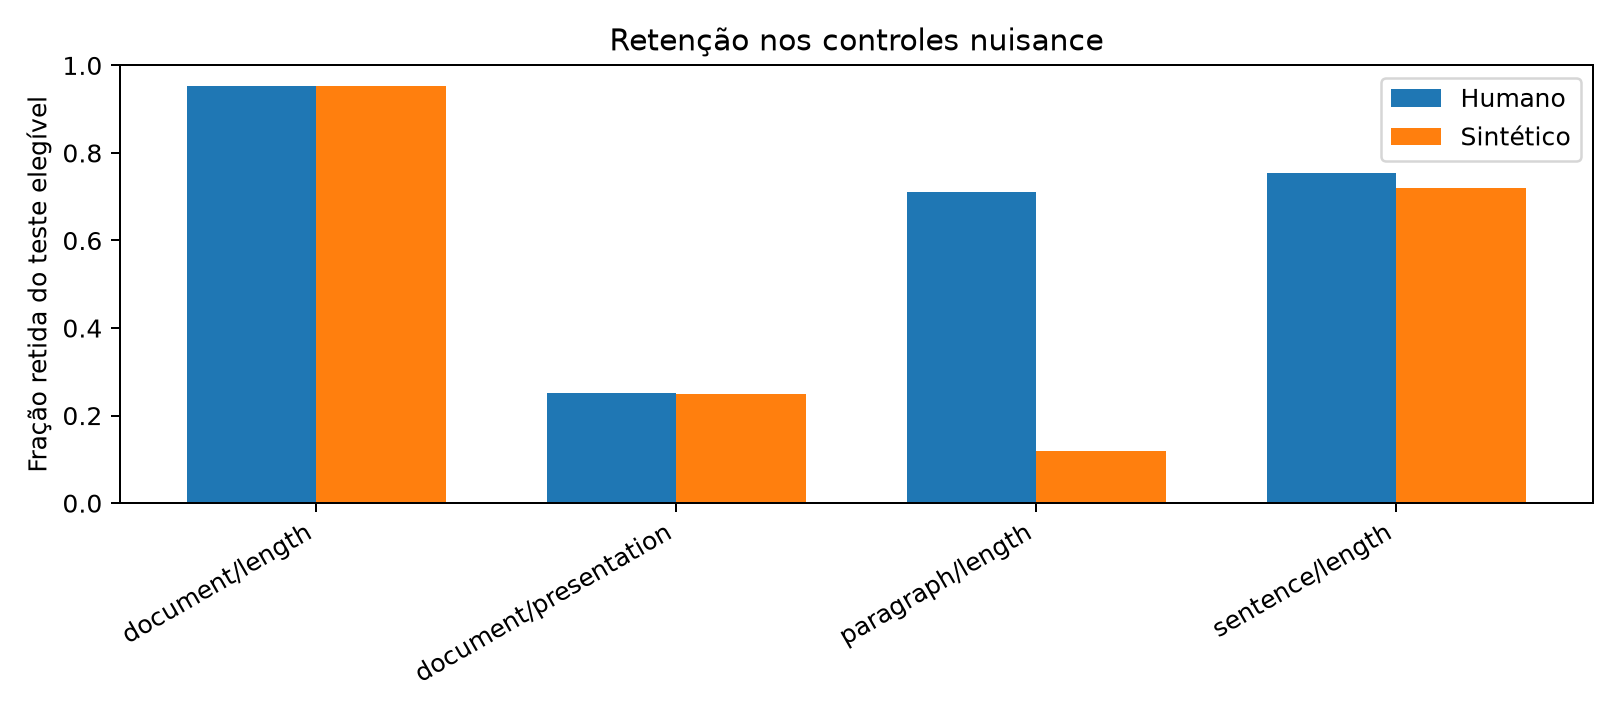 Retenção nos controles nuisance
Fração retida do teste elegível
1.0
0.8
0.6
0.4
0.2
0.0
Humano
Sintético
document/length
document/presentation
paragraph/length
sentence/length